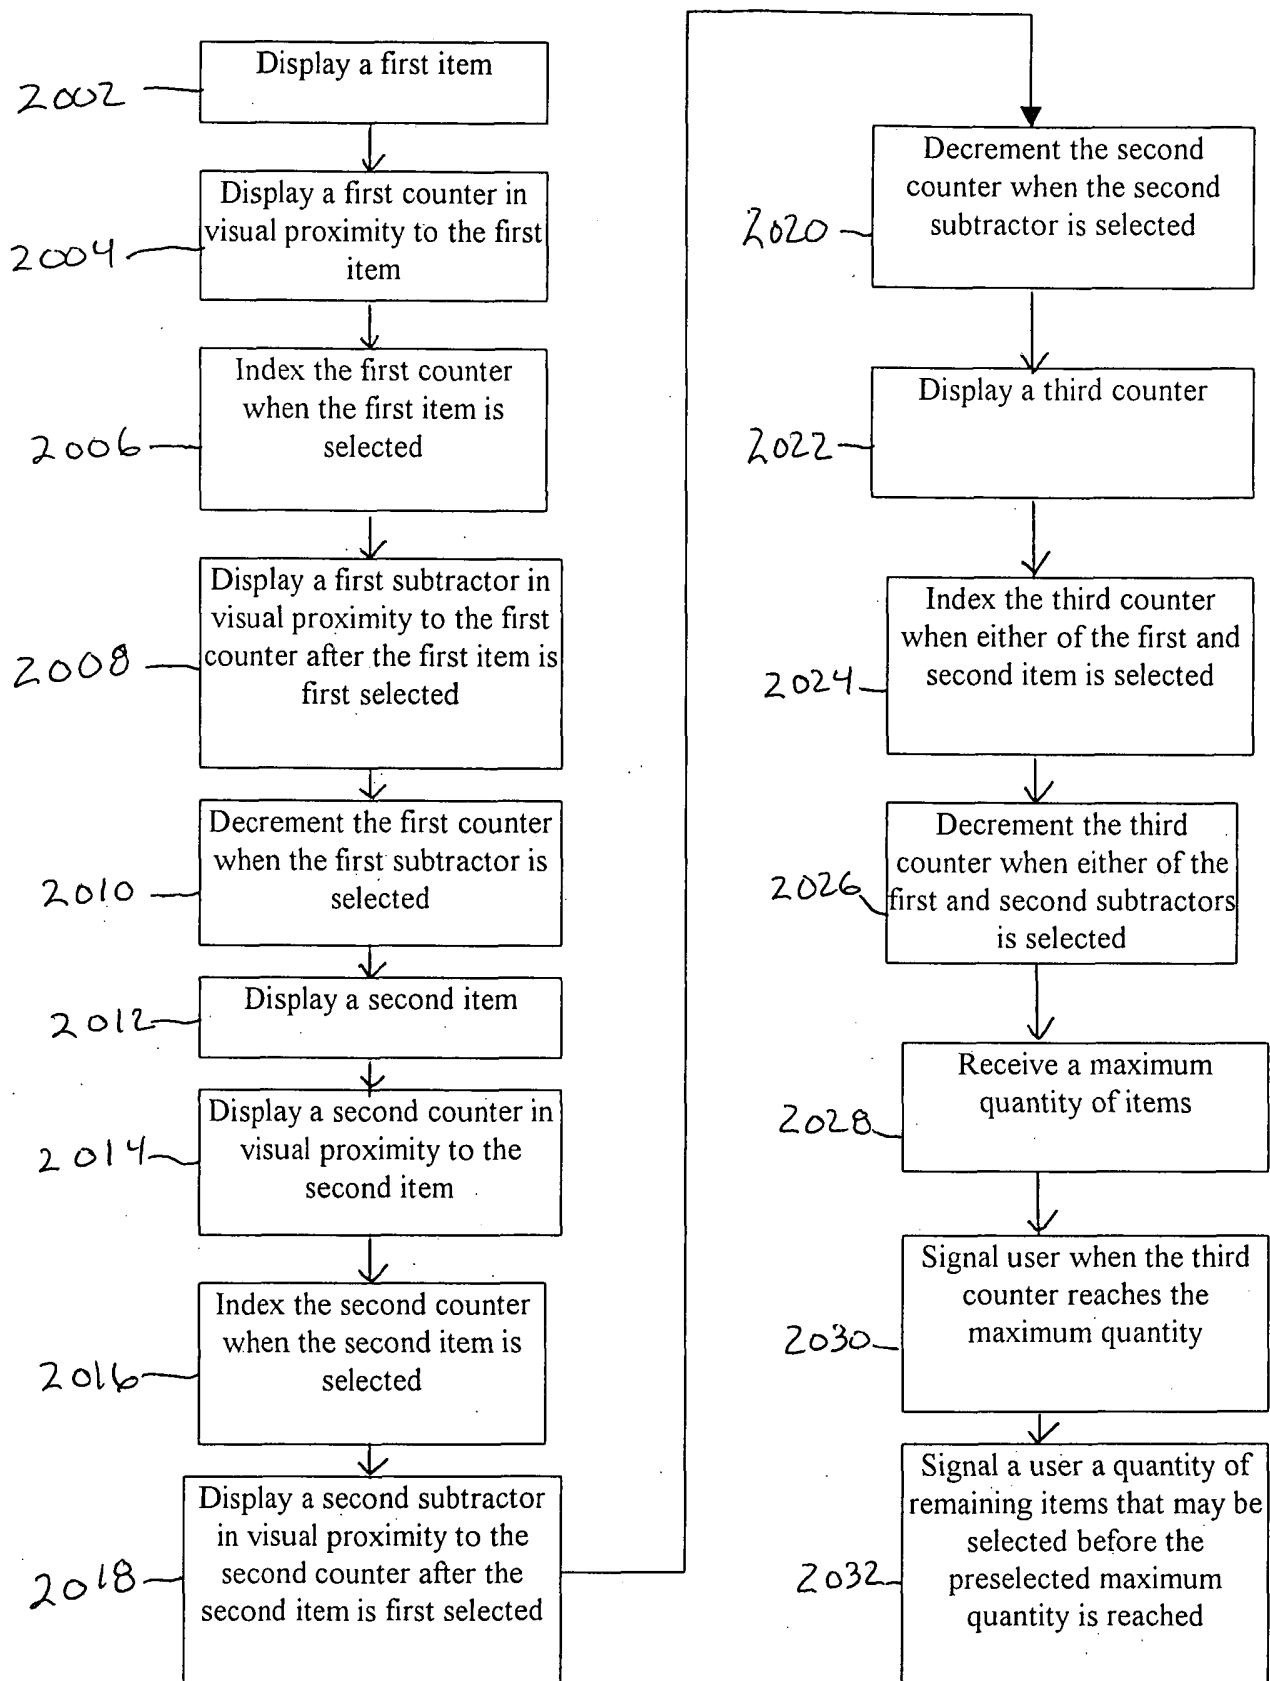 Display a first item
2002
Display a first counter in
visual proximity to the first
item
2004
Index the first counter
when the first item is
selected
2006
Display a first subtractor in
visual proximity to the first
counter after the first item is
first selected
2008
Decrement the first counter
when the first subtractor is
selected
2010
Display a second item
2012
Display a second counter in
visual proximity to the
second item
2014
Index the second counter
when the second item is
selected
2016
Display a second subtractor
in visual proximity to the
second counter after the
second item is first selected
2018
Decrement the second
counter when the second
subtractor is selected
2020
Display a third counter
2022
Index the third counter
when either of the first and
second item is selected
2024
Decrement the third
counter when either of the
first and second subtractors
is selected
2026
Receive a maximum
quantity of items
2028
Signal user when the third
counter reaches the
maximum quantity
2030
Signal a user a quantity of
remaining items that may be
selected before the
preselected maximum
quantity is reached
2032